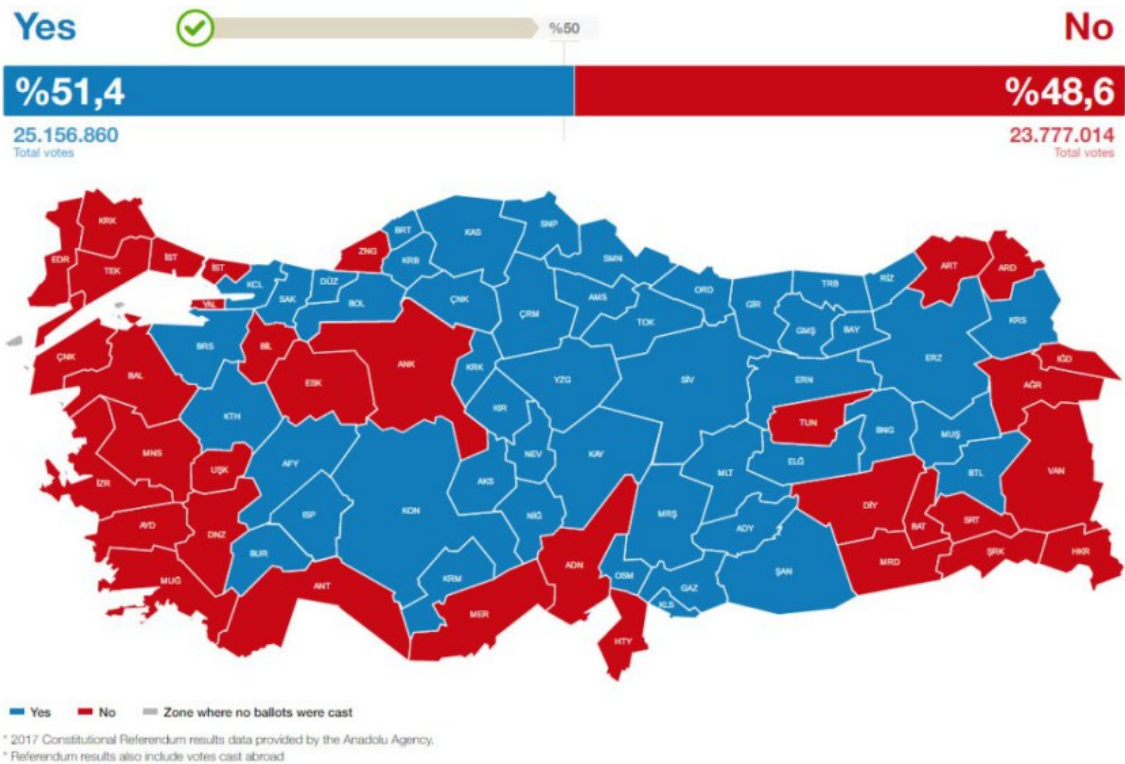 Yes
%50
No
%51,4
%48,6
25.156.860
23.777.014
Total votes
Total votes
KRK
EDR
TEK
İST
İST
YAL
KCL
SAK
DÜZ
BOL
ZNG
BRT
KRB
KAS
SNP
SMN
ÇNK
ÇRM
AMS
TOK
ORD
GİR
TRB
GMŞ
BAY
RİZ
ART
ARD
KRS
ERZ
IĞD
AĞR
ÇNK
BAL
BRS
BİL
ESK
ANK
KRK
KIR
YZG
SİV
ERN
TUN
BNG
MUŞ
BTL
VAN
KTH
MNS
UŞK
AFY
İZR
AYD
DNZ
ISP
BUR
MUĞ
ANT
KON
AKS
NEV
NİĞ
KAY
KRM
MER
ADN
MRŞ
MLT
ELĞ
ADY
OSM
GAZ
KLS
HTY
ŞAN
DİY
BAT
MRD
SRT
ŞRK
HKR
Yes No Zone where no ballots were cast
* 2017 Constitutional Referendum results data provided by the Anadolu Agency.
* Referendum results also include votes cast abroad